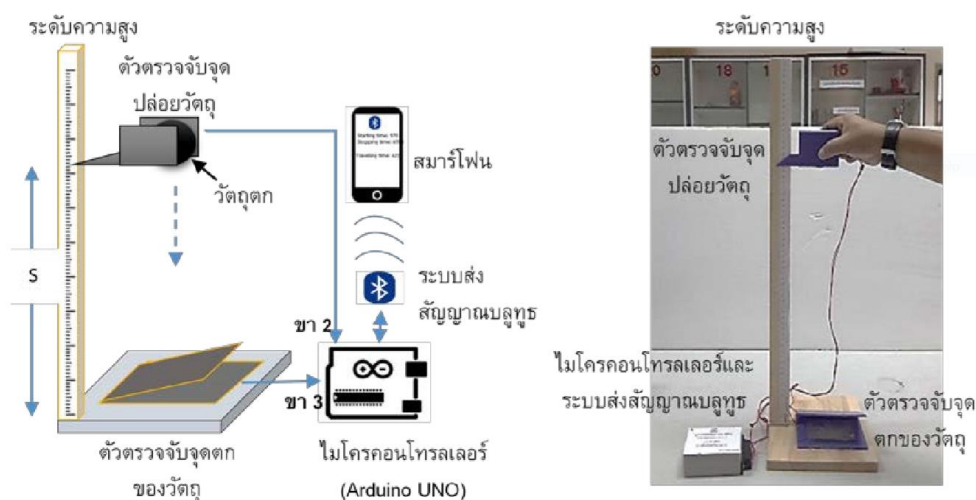 ระดับความสูง
ตัวตรวจจับจุด
ปล่อยวัตถุ
วัตถุตก
S
สมาร์โฟน
ระบบส่ง
สัญญาณบลูทูธ
ขา 2
ขา 3
ตัวตรวจจับจุดตก
ของวัตถุ
ไมโครคอนโทรลเลอร์
(Arduino UNO)
ระดับความสูง
18
15
ตัวตรวจจับจุด
ปล่อยวัตถุ
ไมโครคอนโทรลเลอร์และ
ระบบส่งสัญญาณบลูทูธ
ตัวตรวจจับจุด
ตกของวัตถุ